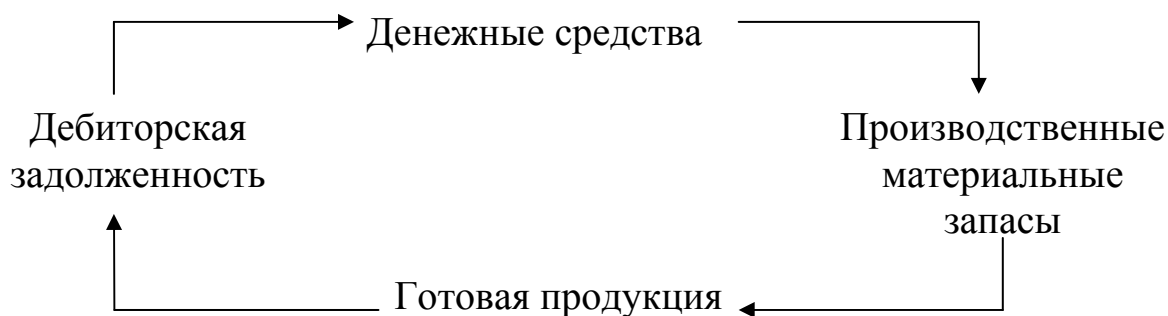 Денежные средства
Дебиторская
задолженность
Производственные
материальные
запасы
Готовая продукция